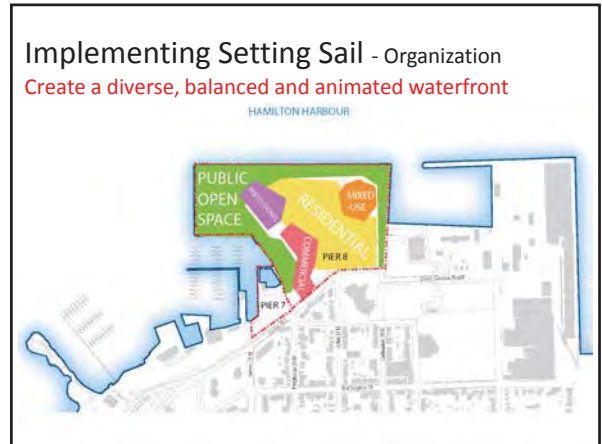 Implementing Setting Sail - Organization
Create a diverse, balanced and animated waterfront
HAMILTON HARBOUR
PUBLIC
OPEN
SPACE
RESIDENTIAL
MIXED
-USE
COMMERCIAL
PIER 8
PIER 7